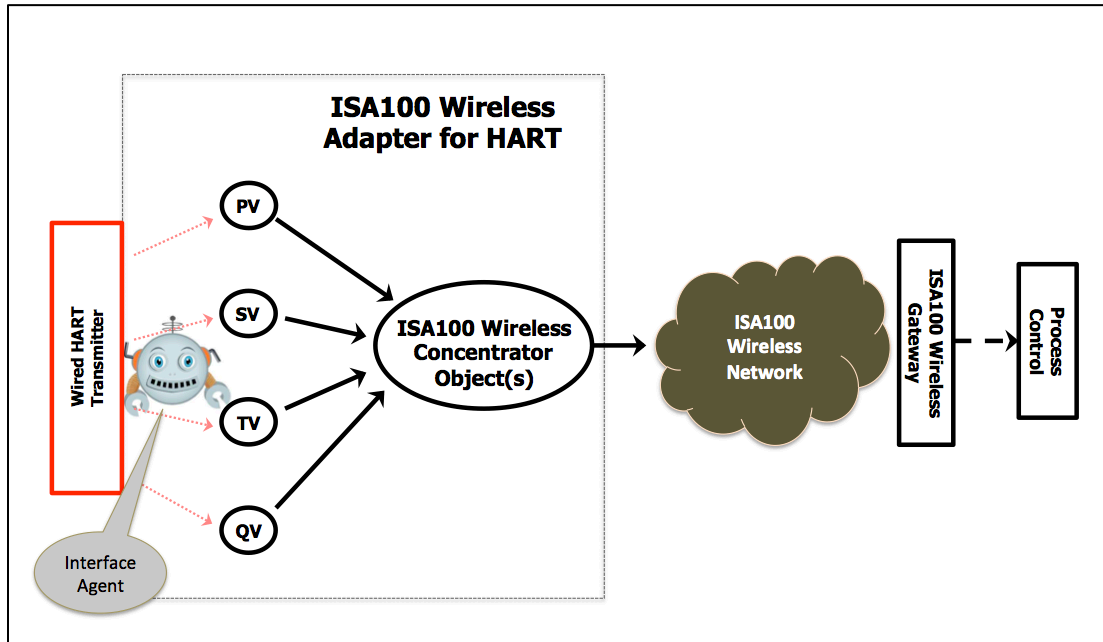 ISA100 Wireless
Adapter for HART
Wired HART
Transmitter
PV
SV
TV
QV
Interface
Agent
ISA100 Wireless
Concentrator
Object(s)
ISA100
Wireless
Network
ISA100 Wireless
Gateway
Process
Control